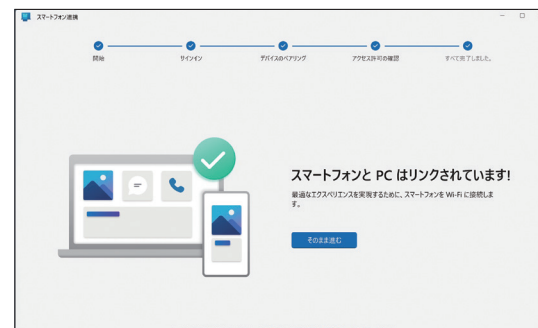 スマートフォン連携
開始
サインイン
デバイスのペアリング
アクセス許可の確認
すべて完了しました。
スマートフォンと PC はリンクされています!
最適なエクスペリエンスを実現するために、スマートフォンを Wi-Fi に接続しま
す。
そのまま進む